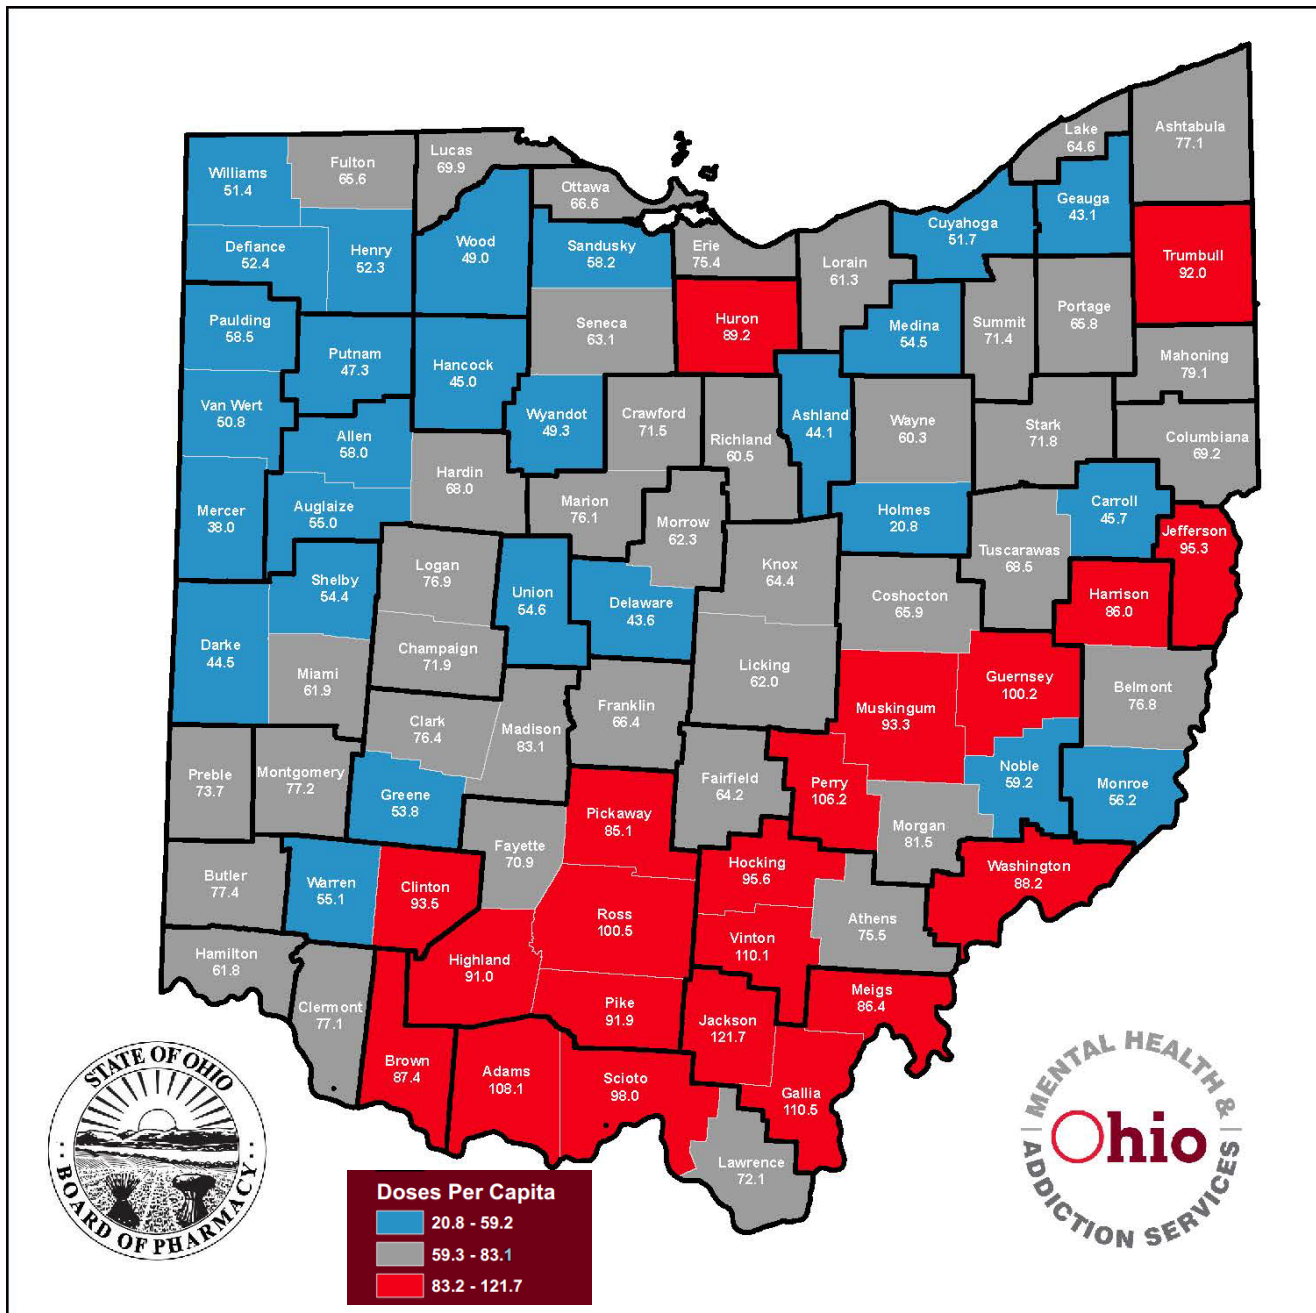 Lake
64.6
Ashtabula
77.1
Lucas
69.9
Fulton
65.6
Williams
51.4
Ottawa
66.6
Geauga
43.1
Cuyahoga
51.7
Defiance
52.4
Henry
52.3
Wood
49.0
Sandusky
58.2
Erie
75.4
Lorain
61.3
Trumbull
92.0
Paulding
58.5
Seneca
63.1
Huron
89.2
Medina
54.5
Summit
71.4
Portage
65.8
Putnam
47.3
Hancock
45.0
Mahoning
79.1
Van Wert
50.8
Wyandot
49.3
Crawford
71.5
Richland
60.5
Ashland
44.1
Wayne
60.3
Stark
71.8
Columbiana
69.2
Allen
58.0
Hardin
68.0
Mercer
38.0
Auglaize
55.0
Marion
76.1
Morrow
62.3
Holmes
20.8
Carroll
45.7
Jefferson
95.3
Tuscarawas
68.5
Logan
76.9
Knox
64.4
Shelby
54.4
Union
54.6
Delaware
43.6
Coshocton
65.9
Harrison
86.0
Darke
44.5
Champaign
71.9
Miami
61.9
Licking
62.0
Guernsey
100.2
Belmont
76.8
Clark
76.4
Madison
83.1
Franklin
66.4
Muskingum
93.3
Preble
73.7
Montgomery
77.2
Greene
53.8
Fairfield
64.2
Perry
106.2
Noble
59.2
Monroe
56.2
Pickaway
85.1
Morgan
81.5
Fayette
70.9
Hocking
95.6
Washington
88.2
Butler
77.4
Warren
55.1
Clinton
93.5
Ross
100.5
Athens
75.5
Hamilton
61.8
Highland
91.0
Vinton
110.1
Clermont
77.1
Pike
91.9
Jackson
121.7
Meigs
86.4
Brown
87.4
Adams
108.1
Scioto
98.0
Gallia
110.5
Lawrence
72.1
STATE OF OHIO
BOARD OF PHARMACY
MENTAL HEALTH &
Ohio
ADDICTION SERVICES
Doses Per Capita
20.8 - 59.2
59.3 - 83.1
83.2 - 121.7